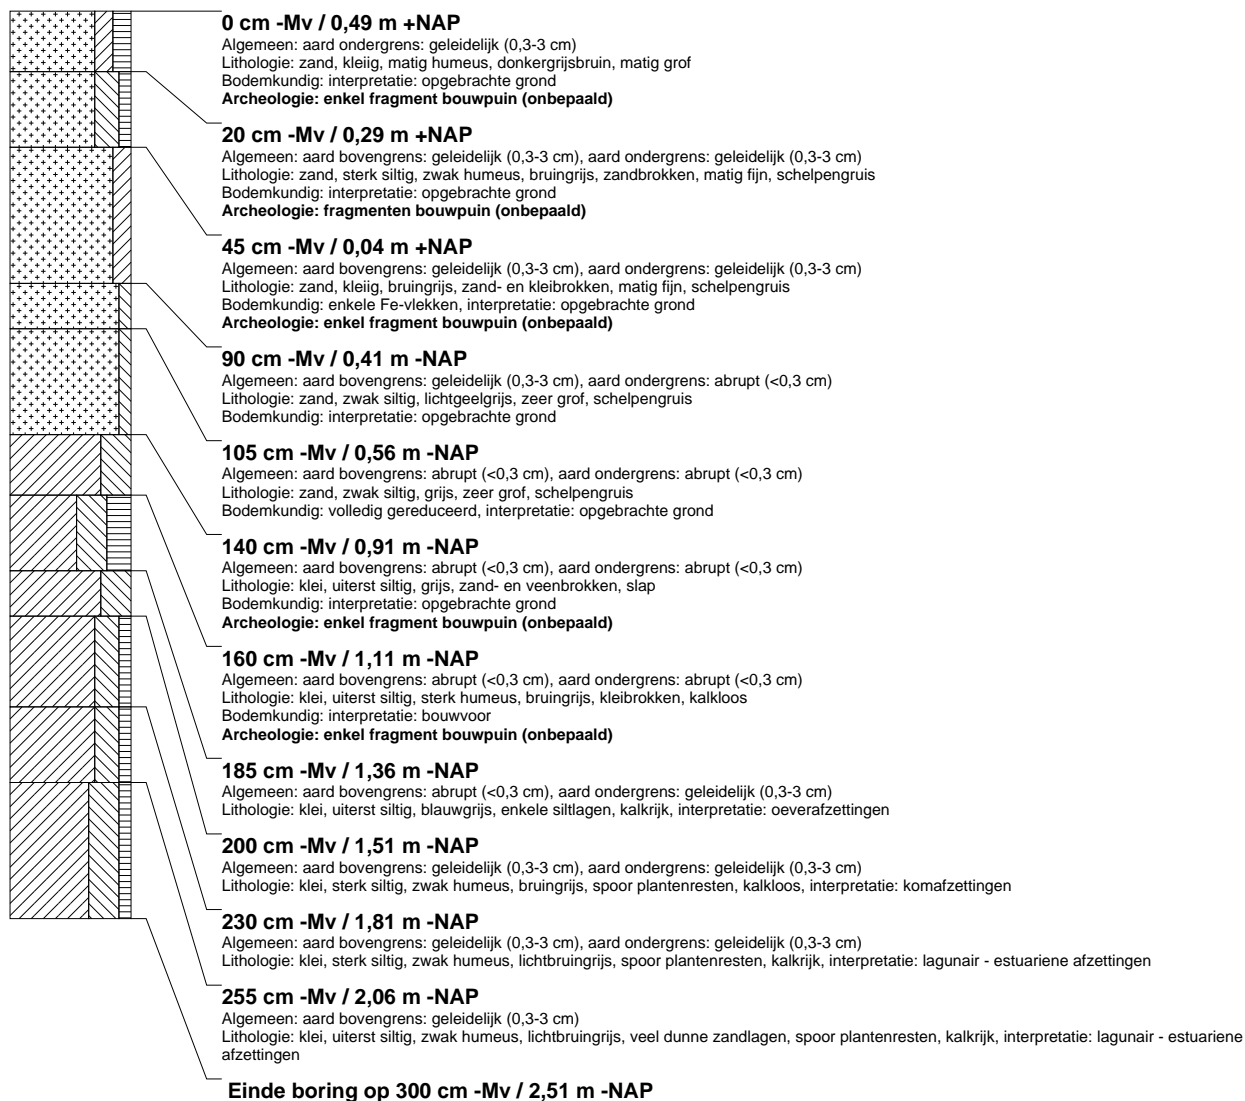 0 cm -Mv / 0,49 m +NAP
Algemeen: aard ondergrens: geleidelijk (0,3-3 cm)
Lithologie: zand, kleiig, matig humeus, donkergrijsbruin, matig grof
Bodemkundig: interpretatie: opgebrachte grond
Archeologie: enkel fragment bouwpuin (onbepaald)
20 cm -Mv / 0,29 m +NAP
Algemeen: aard bovengrens: geleidelijk (0,3-3 cm), aard ondergrens: geleidelijk (0,3-3 cm)
Lithologie: zand, sterk siltig, zwak humeus, bruingrijs, zandbrokken, matig fijn, schelpengruis
Bodemkundig: interpretatie: opgebrachte grond
Archeologie: fragmenten bouwpuin (onbepaald)
45 cm -Mv / 0,04 m +NAP
Algemeen: aard bovengrens: geleidelijk (0,3-3 cm), aard ondergrens: geleidelijk (0,3-3 cm)
Lithologie: zand, kleiig, bruingrijs, zand- en kleibrokken, matig fijn, schelpengruis
Bodemkundig: enkele Fe-vlekken, interpretatie: opgebrachte grond
Archeologie: enkel fragment bouwpuin (onbepaald)
90 cm -Mv / 0,41 m -NAP
Algemeen: aard bovengrens: geleidelijk (0,3-3 cm), aard ondergrens: abrupt (<0,3 cm)
Lithologie: zand, zwak siltig, lichtgeelgrijs, zeer grof, schelpengruis
Bodemkundig: interpretatie: opgebrachte grond
105 cm -Mv / 0,56 m -NAP
Algemeen: aard bovengrens: abrupt (<0,3 cm), aard ondergrens: abrupt (<0,3 cm)
Lithologie: zand, zwak siltig, grijs, zeer grof, schelpengruis
Bodemkundig: volledig gereduceerd, interpretatie: opgebrachte grond
140 cm -Mv / 0,91 m -NAP
Algemeen: aard bovengrens: abrupt (<0,3 cm), aard ondergrens: abrupt (<0,3 cm)
Lithologie: klei, uiterst siltig, grijs, zand- en veenbrokken, slap
Bodemkundig: interpretatie: opgebrachte grond
Archeologie: enkel fragment bouwpuin (onbepaald)
160 cm -Mv / 1,11 m -NAP
Algemeen: aard bovengrens: abrupt (<0,3 cm), aard ondergrens: abrupt (<0,3 cm)
Lithologie: klei, uiterst siltig, sterk humeus, bruingrijs, kleibrokken, kalkloos
Bodemkundig: interpretatie: bouwvoor
Archeologie: enkel fragment bouwpuin (onbepaald)
185 cm -Mv / 1,36 m -NAP
Algemeen: aard bovengrens: abrupt (<0,3 cm), aard ondergrens: geleidelijk (0,3-3 cm)
Lithologie: klei, uiterst siltig, blauwgrijs, enkele siltlagen, kalkrijk, interpretatie: oeverafzettingen
200 cm -Mv / 1,51 m -NAP
Algemeen: aard bovengrens: geleidelijk (0,3-3 cm), aard ondergrens: geleidelijk (0,3-3 cm)
Lithologie: klei, sterk siltig, zwak humeus, bruingrijs, spoor plantenresten, kalkloos, interpretatie: komafzettingen
230 cm -Mv / 1,81 m -NAP
Algemeen: aard bovengrens: geleidelijk (0,3-3 cm), aard ondergrens: geleidelijk (0,3-3 cm)
Lithologie: klei, sterk siltig, zwak humeus, lichtbruingrijs, spoor plantenresten, kalkrijk, interpretatie: lagunair - estuariene afzettingen
255 cm -Mv / 2,06 m -NAP
Algemeen: aard bovengrens: geleidelijk (0,3-3 cm)
Lithologie: klei, uiterst siltig, zwak humeus, lichtbruingrijs, veel dunne zandlagen, spoor plantenresten, kalkrijk, interpretatie: lagunair - estuariene
afzettingen
Einde boring op 300 cm -Mv / 2,51 m -NAP